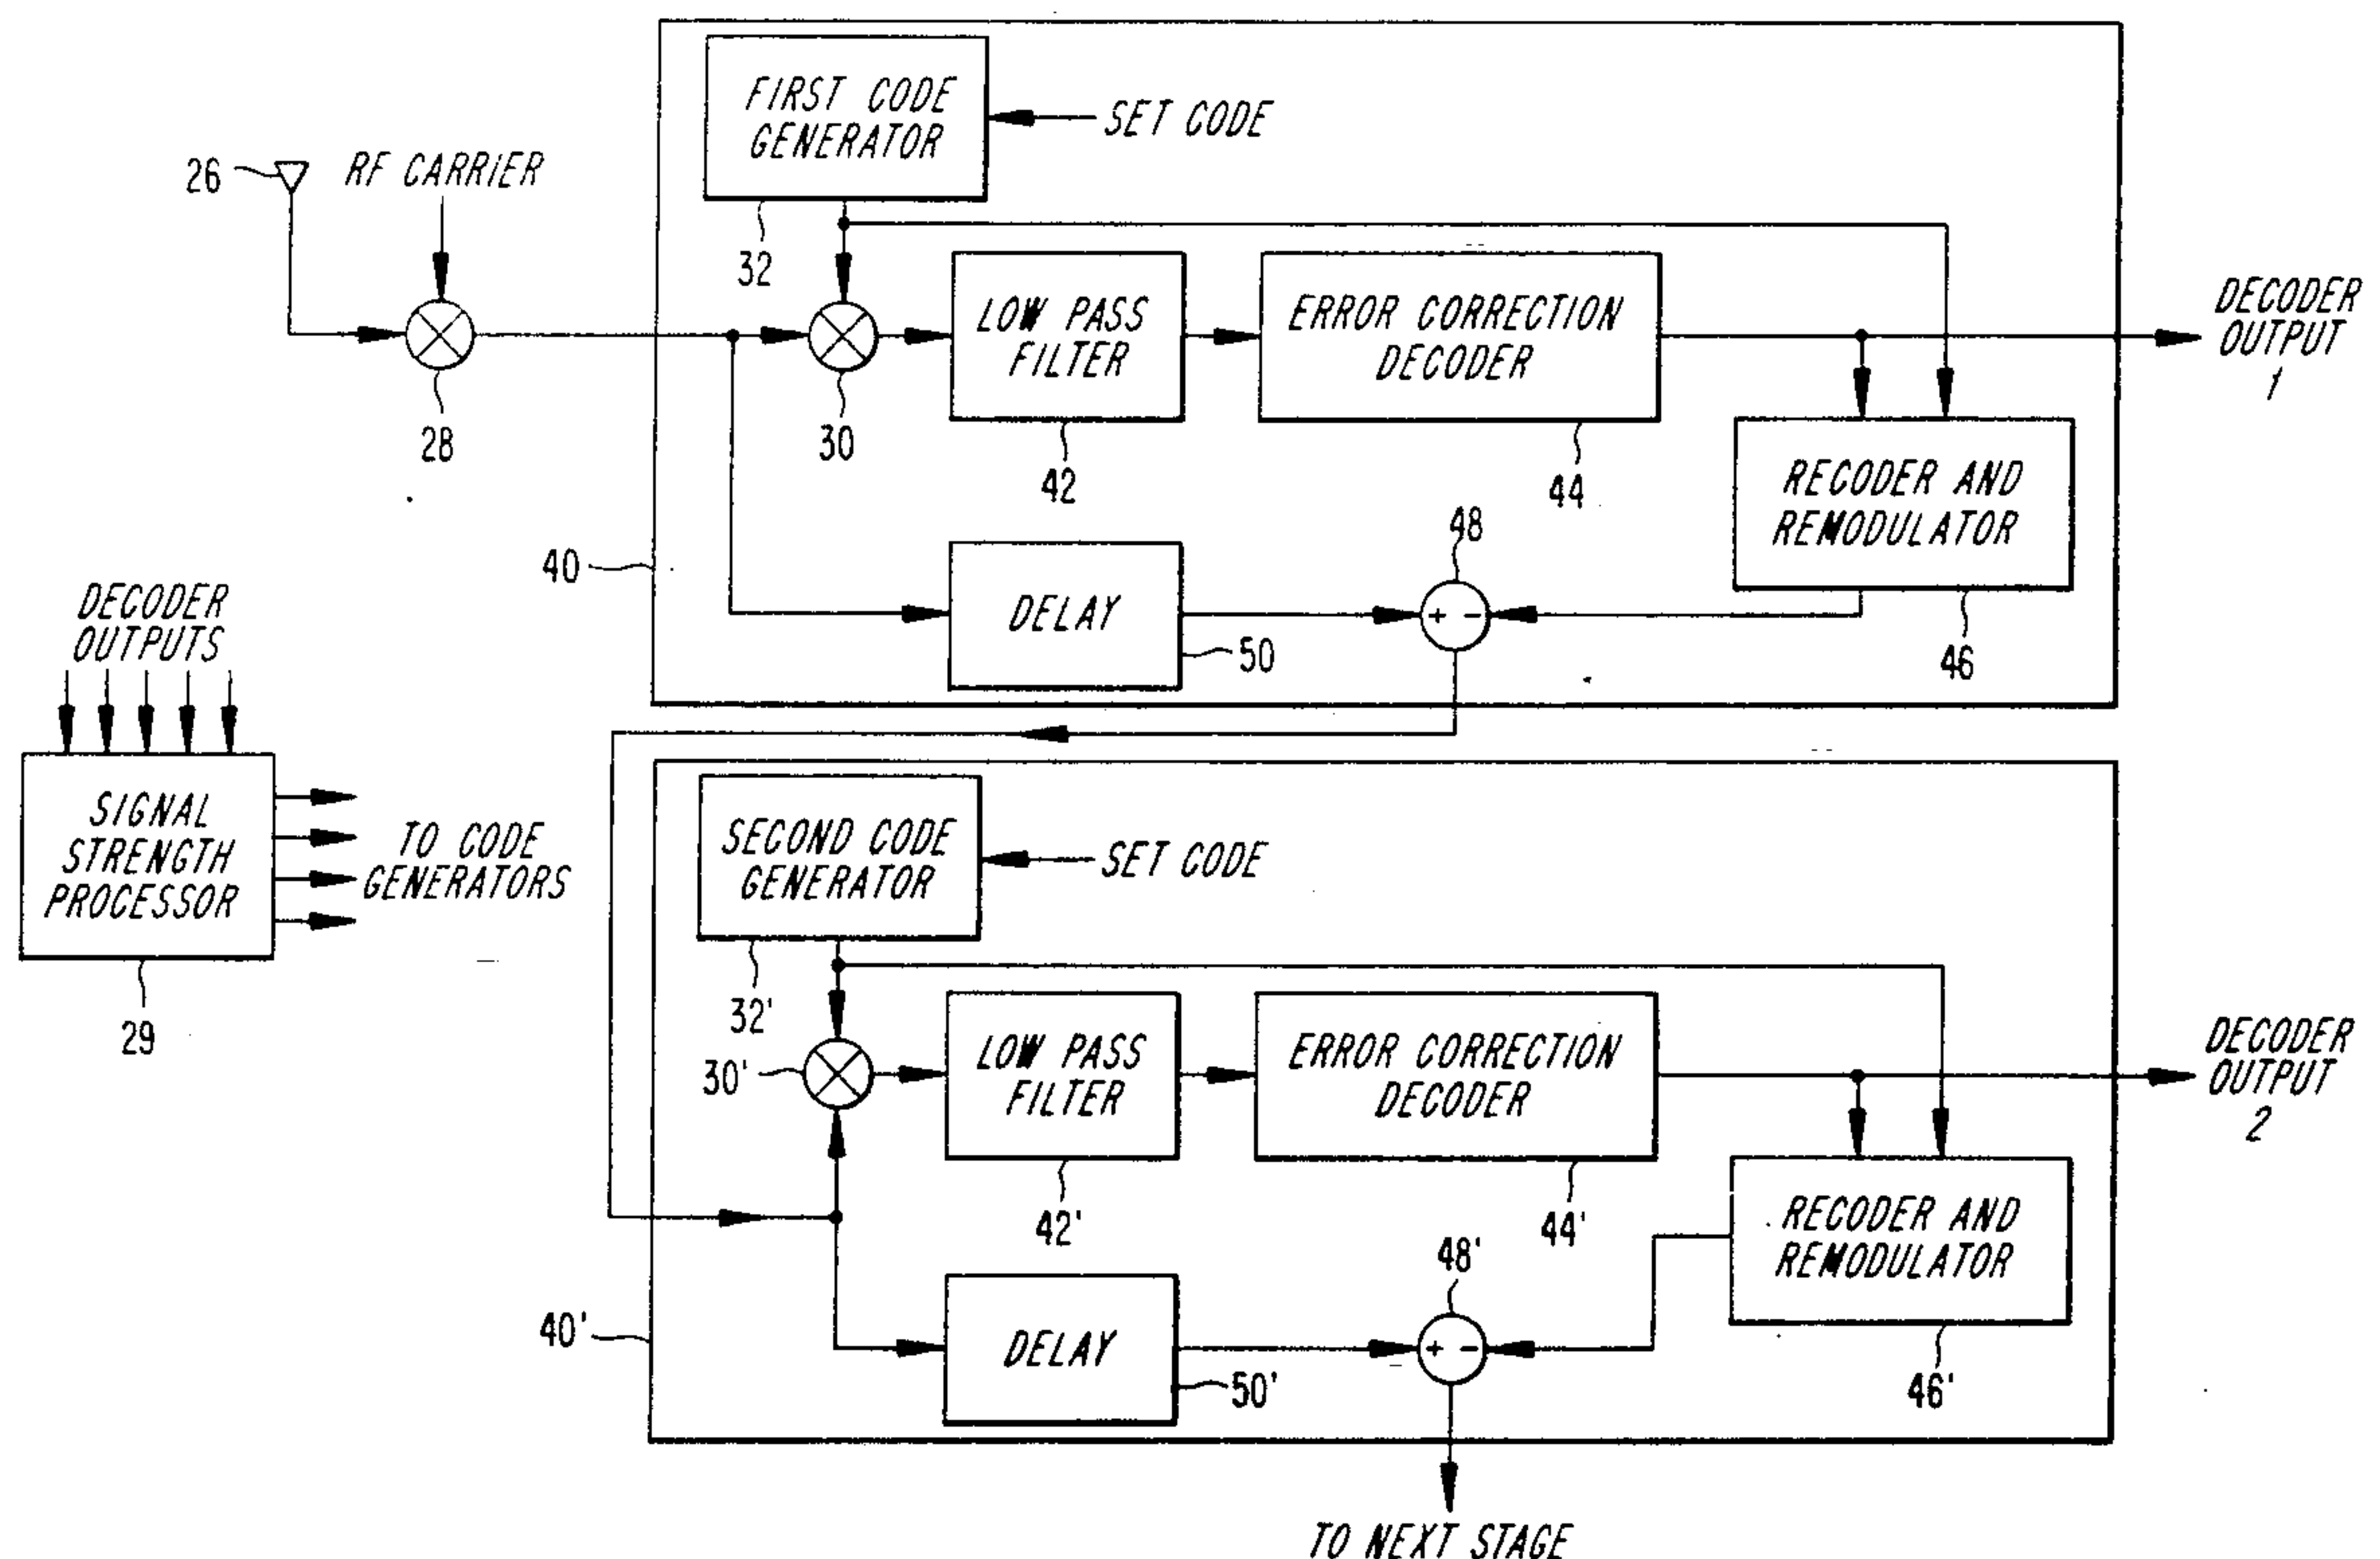 FIRST CODE
GENERATOR
SET CODE
26
RF CARRIER
32
LOW PASS
FILTER
ERROR CORRECTION
DECODER
DECODER
OUTPUT
1
28
30
42
44
RECODER AND
REMODULATOR
48
40
+ -
DELAY
50
46
DECODER
OUTPUTS
SIGNAL
STRENGTH
PROCESSOR
TO CODE
GENERATORS
29
SECOND CODE
GENERATOR
SET CODE
32'
30'
LOW PASS
FILTER
ERROR CORRECTION
DECODER
DECODER
OUTPUT
2
42'
44'
RECODER AND
REMODULATOR
48'
40'
DELAY
+ -
50'
46'
TO NEXT STAGE